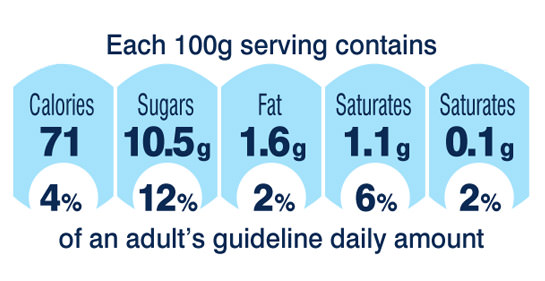 Each 100g serving contains
Calories Sugars Fat Saturates Saturates
71 10.5g 1.6g 1.1g 0.1g
4% 12% 2% 6% 2%
of an adult's guideline daily amount